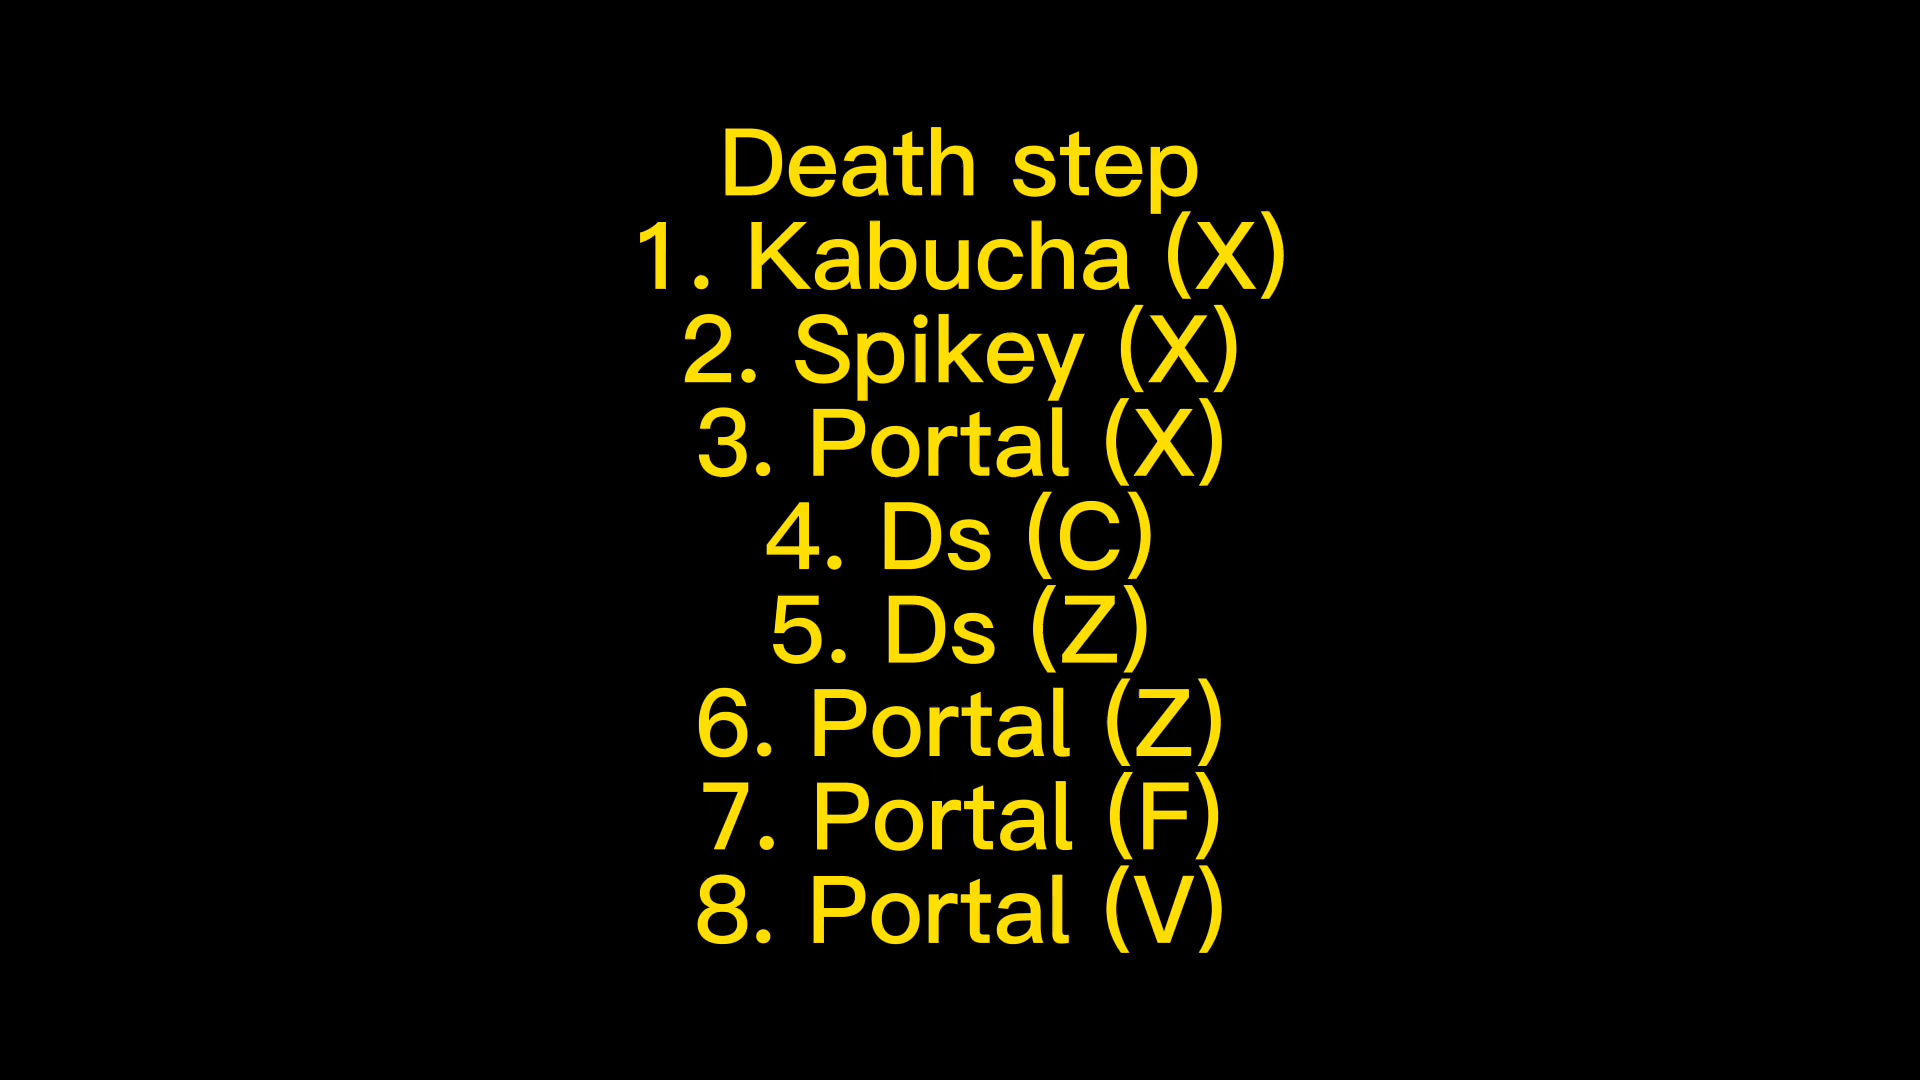 Death step
1. Kabucha (X)
2. Spikey (X)
3. Portal (X)
4. Ds (C)
5. Ds (Z)
6. Portal (Z)
7. Portal (F)
8. Portal (V)